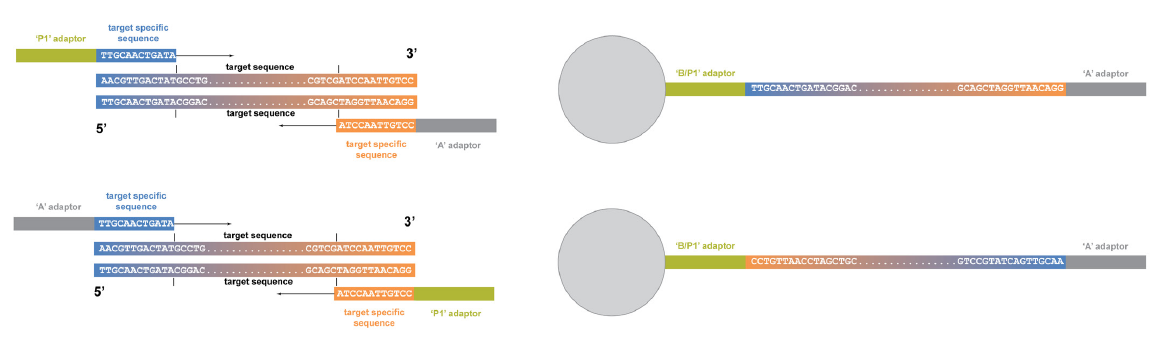 target specific
sequence
'P1' adaptor
TTGCAACTGATA
3’
target sequence
AACGTTGACTATGCCTG...............CGTCGATCCAATTGTCC
TTGCAACTGATACGGAC...............GCAGCTAGGTTAACAGG
target sequence
5’
ATCCAATTGTCC
target specific
sequence
'A' adaptor
'B/P1' adaptor
'A' adaptor
TTGCAACTGATACGGAC...............GCAGCTAGGTTAACAGG
target specific
sequence
'A' adaptor
TTGCAACTGATA
3’
target sequence
AACGTTGACTATGCCTG...............CGTCGATCCAATTGTCC
TTGCAACTGATACGGAC...............GCAGCTAGGTTAACAGG
target sequence
5’
ATCCAATTGTCC
target specific
sequence
'P1' adaptor
'B/P1' adaptor
'A' adaptor
CCTGTTAACCTAGCTGC...............GTCCGTATCAGTTGCAA